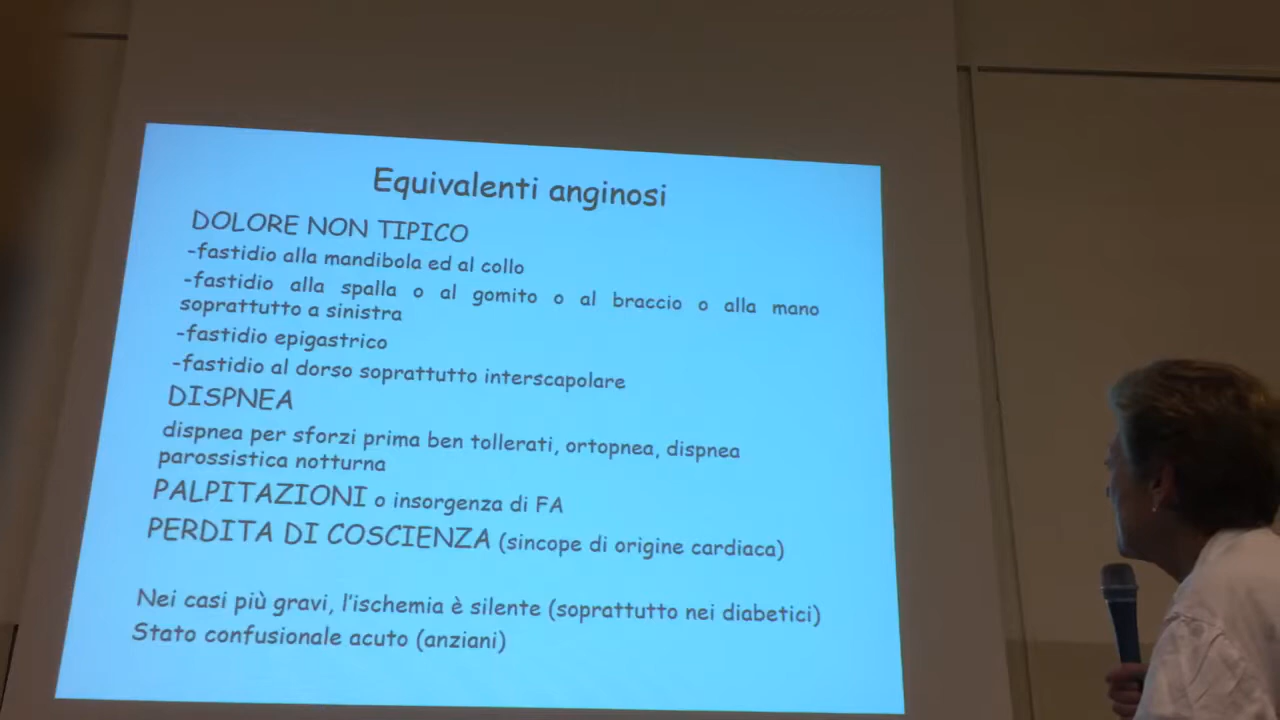 Equivalenti anginosi
DOLORE NON TIPICO
-fastidio alla mandibola ed al collo
-fastidio alla spalla o al gomito o al braccio o alla mano
soprattutto a sinistra
-fastidio epigastrico
-fastidio al dorso soprattutto interscapolare
DISPNEA
dispnea per sforzi prima ben tollerati, ortopnea, dispnea
parossistica notturna
PALPITAZIONI o insorgenza di FA
PERDITA DI COSCIENZA (sincope di origine cardiaca)
Nei casi più gravi, l'ischemia è silente (soprattutto nei diabetici)
Stato confusionale acuto (anziani)